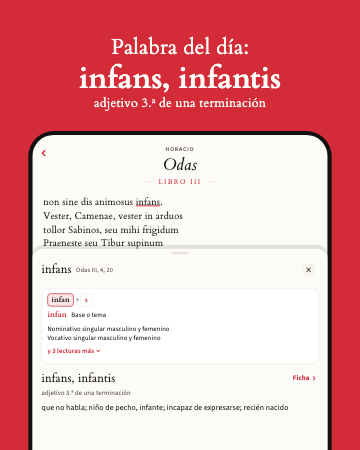 Palabra del día:
infans, infantis
adjetivo 3.ª de una terminación
HORACIO
Odas
LIBRO III
non sine dis animosus infans.
Vester, Camenae, vester in arduos
tollor Sabinos, seu mihi frigidum
Praeneste seu Tibur supinum
infans Odas III, 4, 20
infan + s
infan Base o tema
Nominativo singular masculino y femenino
Vocativo singular masculino y femenino
y 3 lecturas más
infans, infantis Ficha
adjetivo 3.ª de una terminación
que no habla; niño de pecho, infante; incapaz de expresarse; recién nacido